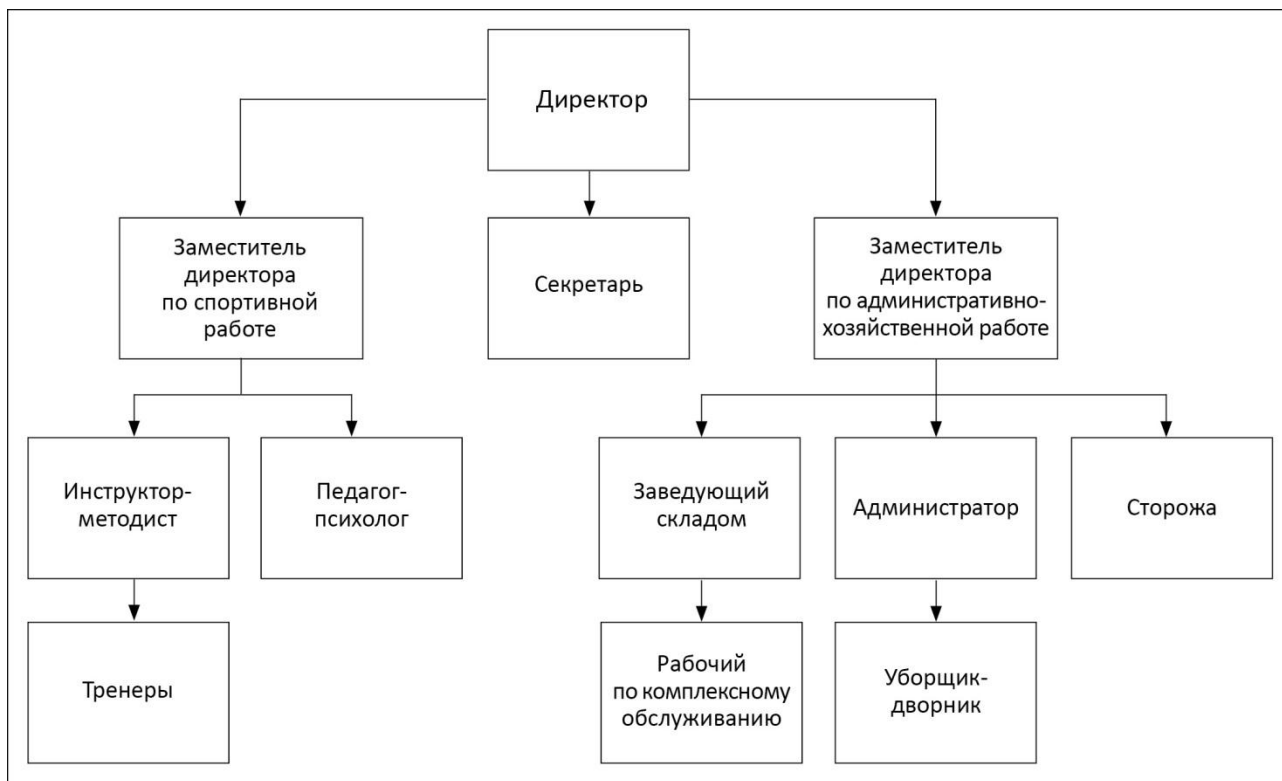 Директор
Заместитель
директора
по спортивной
работе
Секретарь
Заместитель
директора
по административно-
хозяйственной работе
Инструктор-
методист
Педагог-
психолог
Заведующий
складом
Администратор
Сторожа
Тренеры
Рабочий
по комплексному
обслуживанию
Уборщик-
дворник